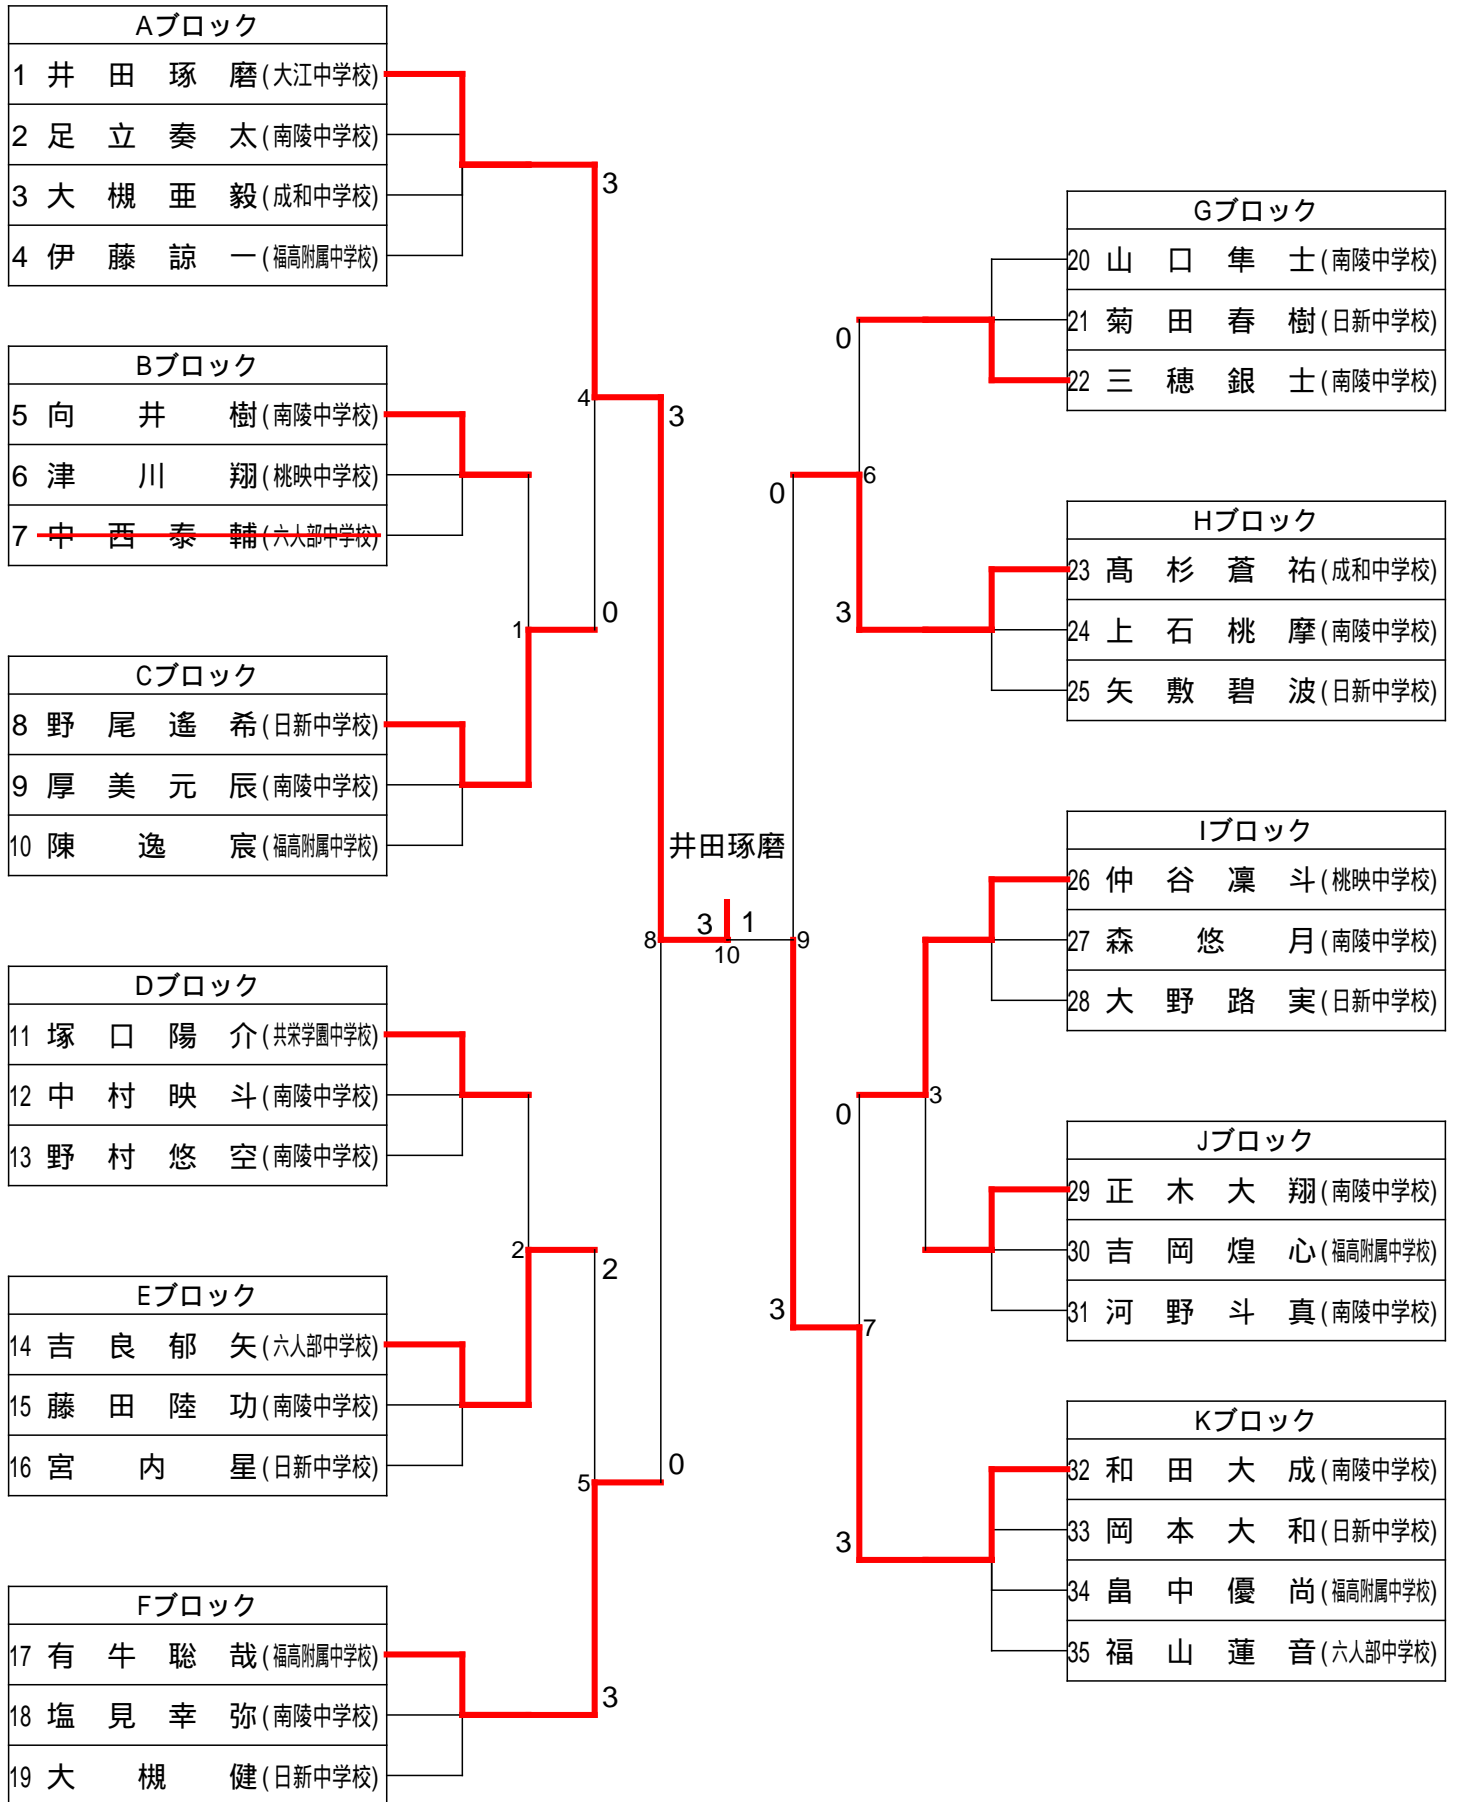 Aブロック
1 井田琢磨(大江中学校)
2 足立奏太(南陵中学校)
3 大槻亜毅(成和中学校)
4 伊藤諒一(福高附属中学校)
Bブロック
5 向井樹(南陵中学校)
6 津川翔(桃映中学校)
7 中西泰輔(六人部中学校)
Cブロック
8 野尾遙希(日新中学校)
9 厚美元辰(南陵中学校)
10 陳逸宸(福高附属中学校)
Dブロック
11 塚口陽介(共栄学園中学校)
12 中村映斗(南陵中学校)
13 野村悠空(南陵中学校)
Eブロック
14 吉良郁矢(六人部中学校)
15 藤田陸功(南陵中学校)
16 宮内星(日新中学校)
Fブロック
17 有牛聡哉(福高附属中学校)
18 塩見幸弥(南陵中学校)
19 大槻健(日新中学校)
3
4
3
1
0
2
2
5
0
3
8
井田琢磨
3
1
10
9
0
6
0
3
0
3
3
7
3
Gブロック
20 山口隼士(南陵中学校)
21 菊田春樹(日新中学校)
22 三穂銀士(南陵中学校)
Hブロック
23 髙杉蒼祐(成和中学校)
24 上石桃摩(南陵中学校)
25 矢敷碧波(日新中学校)
Iブロック
26 仲谷凜斗(桃映中学校)
27 森悠月(南陵中学校)
28 大野路実(日新中学校)
Jブロック
29 正木大翔(南陵中学校)
30 吉岡煌心(福高附属中学校)
31 河野斗真(南陵中学校)
Kブロック
32 和田大成(南陵中学校)
33 岡本大和(日新中学校)
34 畠中優尚(福高附属中学校)
35 福山蓮音(六人部中学校)